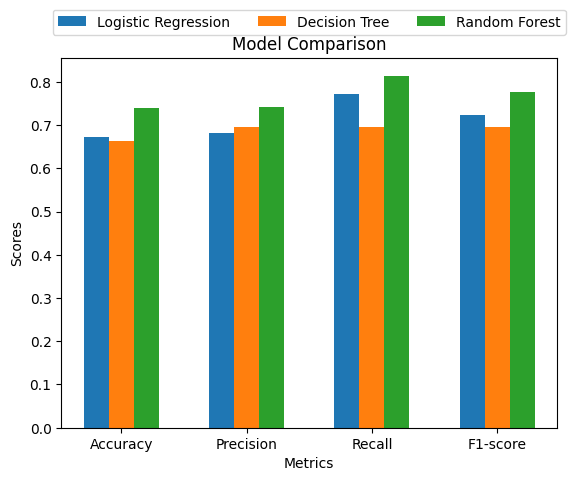 Logistic Regression Decision Tree Random Forest
Model Comparison
0.8
0.7
0.6
0.5
0.4
0.3
0.2
0.1
0.0
Scores
Accuracy Precision Recall F1-score
Metrics